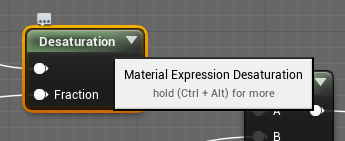 Desaturation
Material Expression Desaturation
hold (Ctrl + Alt) for more
Fraction
A
B